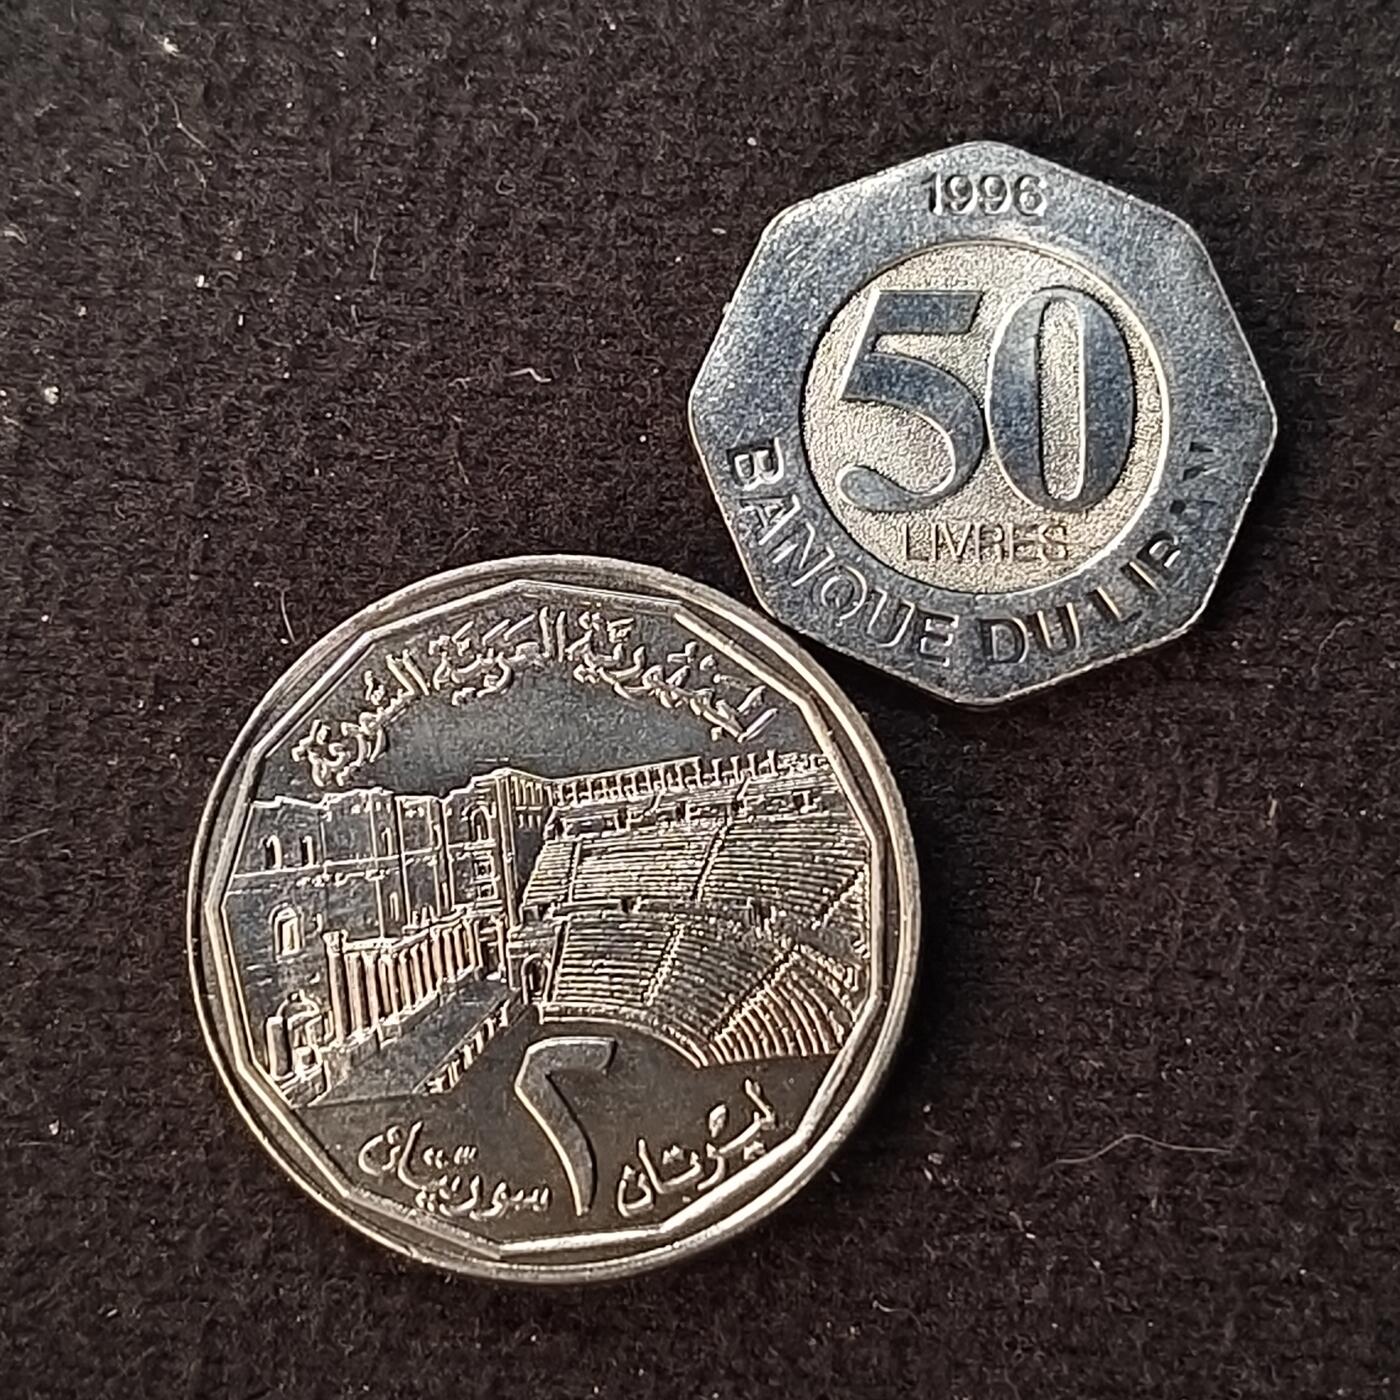 1996
50
LIVRES
BANQUE DU LIBAN
الجمهورية العربية السورية
٢
ليرتان سوريتان